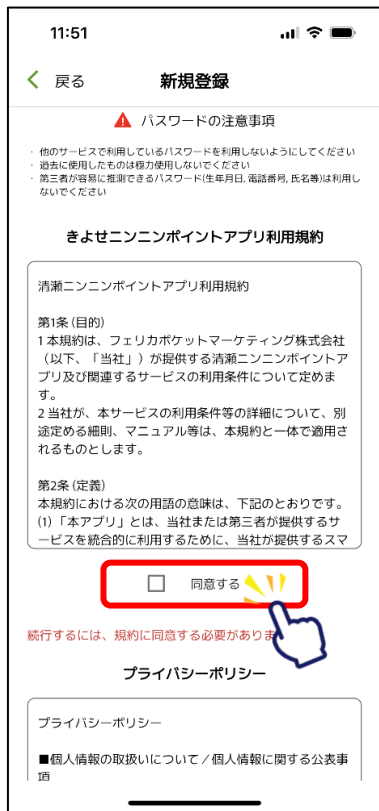 11:51
戻る
新規登録
パスワードの注意事項
・ 他のサービスで利用しているパスワードを利用しないようにしてください
・ 過去に使用したものは極力使用しないでください
・ 第三者が容易に推測できるパスワード(生年月日, 電話番号, 氏名等)は利用し
ないでください
きよせニンニンポイントアプリ利用規約
清瀬ニンニンポイントアプリ利用規約
第1条 (目的)
1 本規約は、フェリカポケットマーケティング株式会社
（以下、「当社」）が提供する清瀬ニンニンポイントア
プリ及び関連するサービスの利用条件について定めま
す。
2 当社が、本サービスの利用条件等の詳細について、別
途定める細則、マニュアル等は、本規約と一体で適用さ
れるものとします。
第2条 (定義)
本規約における次の用語の意味は、下記のとおりです。
(1) 「本アプリ」とは、当社または第三者が提供するサ
ービスを統合的に利用するために、当社が提供するスマ
同意する
続行するには、規約に同意する必要がありま
プライバシーポリシー
プライバシーポリシー
■個人情報の取扱いについて／個人情報に関する公表事
項